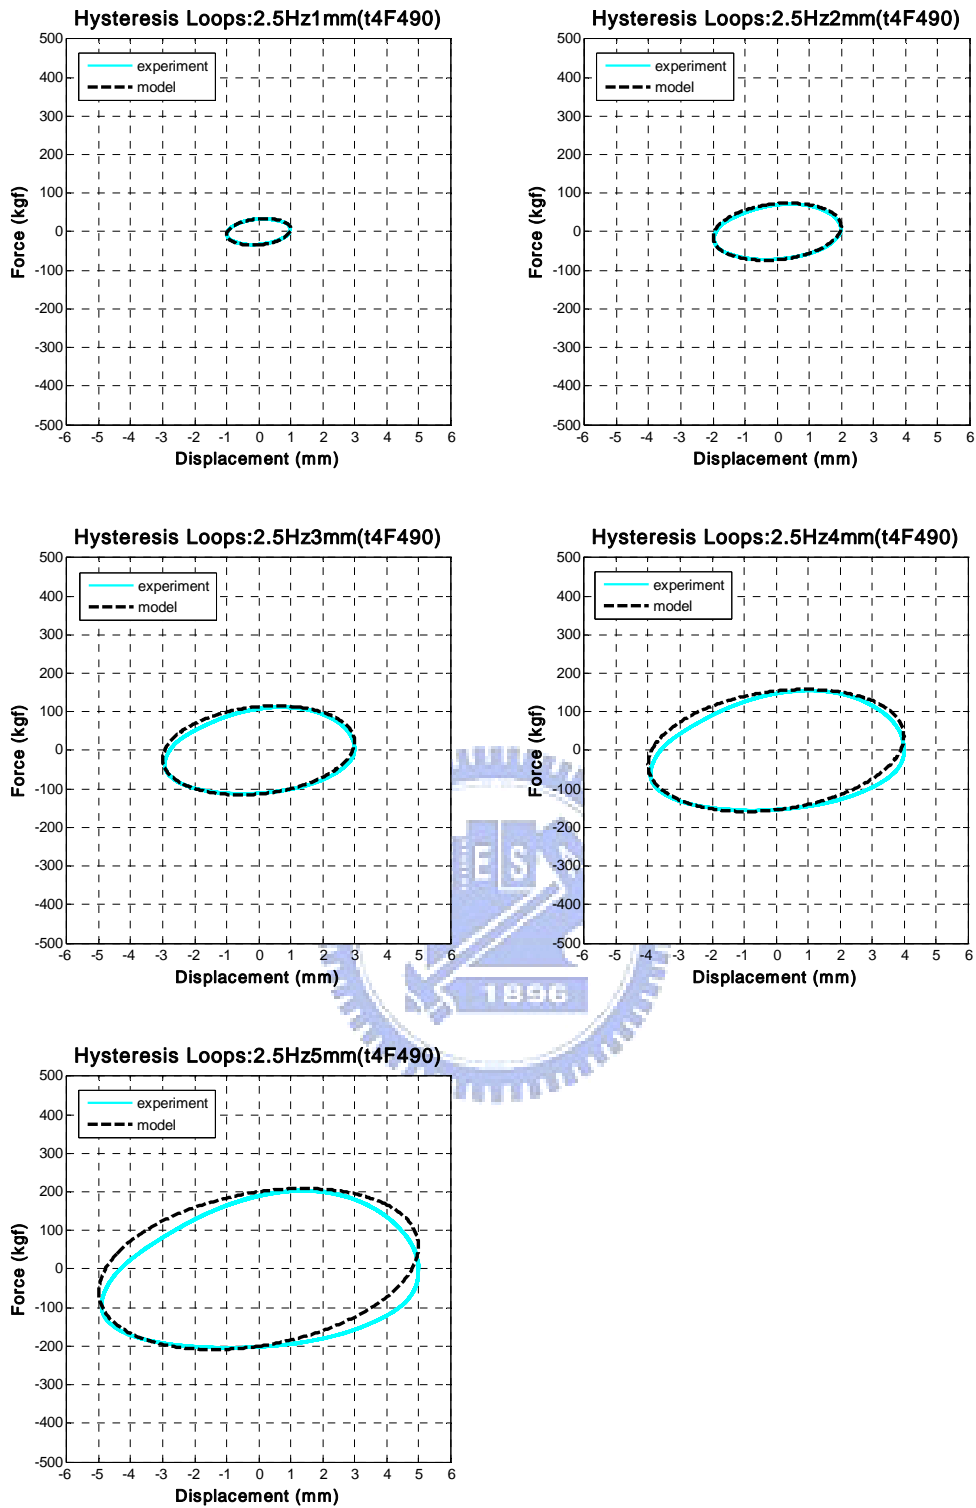 Hysteresis Loops:2.5Hz1mm(t4F490)
500
400
300
200
100
0
-100
-200
-300
-400
-500
experiment
model
Force (kgf)
-6 -5 -4 -3 -2 -1 0 1 2 3 4 5 6
Displacement (mm)
Hysteresis Loops:2.5Hz2mm(t4F490)
500
400
300
200
100
0
-100
-200
-300
-400
-500
experiment
model
Force (kgf)
-6 -5 -4 -3 -2 -1 0 1 2 3 4 5 6
Displacement (mm)
Hysteresis Loops:2.5Hz3mm(t4F490)
500
400
300
200
100
0
-100
-200
-300
-400
-500
experiment
model
Force (kgf)
-6 -5 -4 -3 -2 -1 0 1 2 3 4 5 6
Displacement (mm)
Hysteresis Loops:2.5Hz4mm(t4F490)
500
400
300
200
100
0
-100
-200
-300
-400
-500
experiment
model
Force (kgf)
-6 -5 -4 -3 -2 -1 0 1 2 3 4 5 6
Displacement (mm)
E S
1896
Hysteresis Loops:2.5Hz5mm(t4F490)
500
400
300
200
100
0
-100
-200
-300
-400
-500
experiment
model
Force (kgf)
-6 -5 -4 -3 -2 -1 0 1 2 3 4 5 6
Displacement (mm)